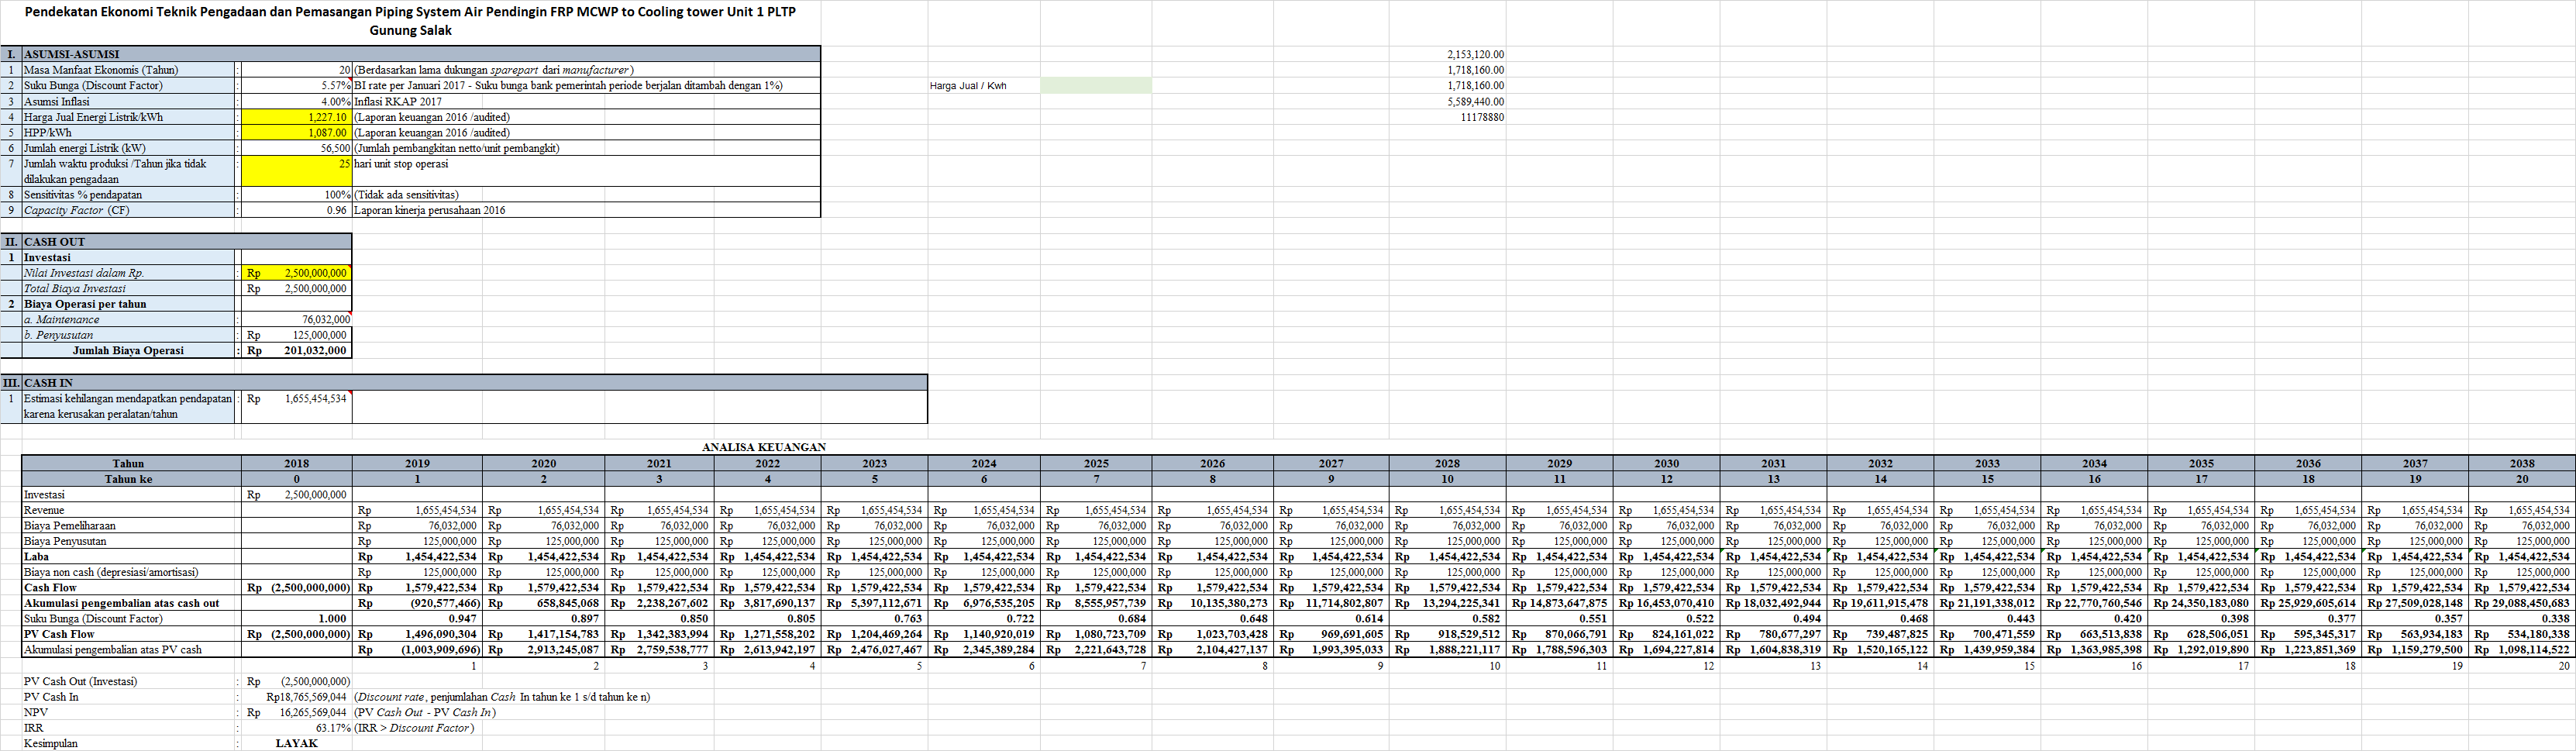 Pendekatan Ekonomi Teknik Pengadaan dan Pemasangan Piping System Air Pendingin FRP MCWP to Cooling tower Unit 1 PLTP
Gunung Salak
I. ASUMSI-ASUMSI 2,153,120.00
1 Masa Manfaat Ekonomis (Tahun) : 20 (Berdasarkan lama dukungan sparepart dari manufacturer) 1,718,160.00
2 Suku Bunga (Discount Factor) : 5.57% BI rate per Januari 2017 - Suku bunga bank pemerintah periode berjalan ditambah dengan 1%) Harga Jual / Kwh 1,718,160.00
3 Asumsi Inflasi : 4.00% Inflasi RKAP 2017 5,589,440.00
4 Harga Jual Energi Listrik/kWh : 1,227.10 (Laporan keuangan 2016 /audited) 11178880
5 HPP/kWh : 1,087.00 (Laporan keuangan 2016 /audited)
6 Jumlah energi Listrik (kW) : 56,500 (Jumlah pembangkitan netto/unit pembangkit)
7 Jumlah waktu produksi /Tahun jika tidak : 25 hari unit stop operasi
dilakukan pengadaan
8 Sensitivitas % pendapatan : 100% (Tidak ada sensitivitas)
9 Capacity Factor (CF) : 0.96 Laporan kinerja perusahaan 2016
II. CASH OUT
1 Investasi
Nilai Investasi dalam Rp. : Rp 2,500,000,000
Total Biaya Investasi : Rp 2,500,000,000
2 Biaya Operasi per tahun
a. Maintenance : 76,032,000
b. Penyusutan : Rp 125,000,000
Jumlah Biaya Operasi : Rp 201,032,000
III. CASH IN
1 Estimasi kehilangan mendapatkan pendapatan : Rp 1,655,454,534
karena kerusakan peralatan/tahun
ANALISA KEUANGAN
Tahun 2018 2019 2020 2021 2022 2023 2024 2025 2026 2027 2028 2029 2030 2031 2032 2033 2034 2035 2036 2037 2038
Tahun ke 0 1 2 3 4 5 6 7 8 9 10 11 12 13 14 15 16 17 18 19 20
Investasi Rp 2,500,000,000
Revenue Rp 1,655,454,534 Rp 1,655,454,534 Rp 1,655,454,534 Rp 1,655,454,534 Rp 1,655,454,534 Rp 1,655,454,534 Rp 1,655,454,534 Rp 1,655,454,534 Rp 1,655,454,534 Rp 1,655,454,534 Rp 1,655,454,534 Rp 1,655,454,534 Rp 1,655,454,534 Rp 1,655,454,534 Rp 1,655,454,534 Rp 1,655,454,534 Rp 1,655,454,534 Rp 1,655,454,534 Rp 1,655,454,534 Rp 1,655,454,534
Biaya Pemeliharaan Rp 76,032,000 Rp 76,032,000 Rp 76,032,000 Rp 76,032,000 Rp 76,032,000 Rp 76,032,000 Rp 76,032,000 Rp 76,032,000 Rp 76,032,000 Rp 76,032,000 Rp 76,032,000 Rp 76,032,000 Rp 76,032,000 Rp 76,032,000 Rp 76,032,000 Rp 76,032,000 Rp 76,032,000 Rp 76,032,000 Rp 76,032,000 Rp 76,032,000
Biaya Penyusutan Rp 125,000,000 Rp 125,000,000 Rp 125,000,000 Rp 125,000,000 Rp 125,000,000 Rp 125,000,000 Rp 125,000,000 Rp 125,000,000 Rp 125,000,000 Rp 125,000,000 Rp 125,000,000 Rp 125,000,000 Rp 125,000,000 Rp 125,000,000 Rp 125,000,000 Rp 125,000,000 Rp 125,000,000 Rp 125,000,000 Rp 125,000,000 Rp 125,000,000
Laba Rp 1,454,422,534 Rp 1,454,422,534 Rp 1,454,422,534 Rp 1,454,422,534 Rp 1,454,422,534 Rp 1,454,422,534 Rp 1,454,422,534 Rp 1,454,422,534 Rp 1,454,422,534 Rp 1,454,422,534 Rp 1,454,422,534 Rp 1,454,422,534 Rp 1,454,422,534 Rp 1,454,422,534 Rp 1,454,422,534 Rp 1,454,422,534 Rp 1,454,422,534 Rp 1,454,422,534 Rp 1,454,422,534 Rp 1,454,422,534
Biaya non cash (depresiasi/amortisasi) Rp 125,000,000 Rp 125,000,000 Rp 125,000,000 Rp 125,000,000 Rp 125,000,000 Rp 125,000,000 Rp 125,000,000 Rp 125,000,000 Rp 125,000,000 Rp 125,000,000 Rp 125,000,000 Rp 125,000,000 Rp 125,000,000 Rp 125,000,000 Rp 125,000,000 Rp 125,000,000 Rp 125,000,000 Rp 125,000,000 Rp 125,000,000 Rp 125,000,000
Cash Flow Rp (2,500,000,000) Rp 1,579,422,534 Rp 1,579,422,534 Rp 1,579,422,534 Rp 1,579,422,534 Rp 1,579,422,534 Rp 1,579,422,534 Rp 1,579,422,534 Rp 1,579,422,534 Rp 1,579,422,534 Rp 1,579,422,534 Rp 1,579,422,534 Rp 1,579,422,534 Rp 1,579,422,534 Rp 1,579,422,534 Rp 1,579,422,534 Rp 1,579,422,534 Rp 1,579,422,534 Rp 1,579,422,534 Rp 1,579,422,534 Rp 1,579,422,534
Akumulasi pengembalian atas cash out Rp (920,577,466) Rp 658,845,068 Rp 2,238,267,602 Rp 3,817,690,137 Rp 5,397,112,671 Rp 6,976,535,205 Rp 8,555,957,739 Rp 10,135,380,273 Rp 11,714,802,807 Rp 13,294,225,341 Rp 14,873,647,875 Rp 16,453,070,410 Rp 18,032,492,944 Rp 19,611,915,478 Rp 21,191,338,012 Rp 22,770,760,546 Rp 24,350,183,080 Rp 25,929,605,614 Rp 27,509,028,148 Rp 29,088,450,683
Suku Bunga (Discount Factor) 1.000 0.947 0.897 0.850 0.805 0.763 0.722 0.684 0.648 0.614 0.582 0.551 0.522 0.494 0.468 0.443 0.420 0.398 0.377 0.357 0.338
PV Cash Flow Rp (2,500,000,000) Rp 1,496,090,304 Rp 1,417,154,783 Rp 1,342,383,994 Rp 1,271,558,202 Rp 1,204,469,264 Rp 1,140,920,019 Rp 1,080,723,709 Rp 1,023,703,428 Rp 969,691,605 Rp 918,529,512 Rp 870,066,791 Rp 824,161,022 Rp 780,677,297 Rp 739,487,825 Rp 700,471,559 Rp 663,513,838 Rp 628,506,051 Rp 595,345,317 Rp 563,934,183 Rp 534,180,338
Akumulasi pengembalian atas PV cash Rp (1,003,909,696) Rp 2,913,245,087 Rp 2,759,538,777 Rp 2,613,942,197 Rp 2,476,027,467 Rp 2,345,389,284 Rp 2,221,643,728 Rp 2,104,427,137 Rp 1,993,395,033 Rp 1,888,221,117 Rp 1,788,596,303 Rp 1,694,227,814 Rp 1,604,838,319 Rp 1,520,165,122 Rp 1,439,959,384 Rp 1,363,985,398 Rp 1,292,019,890 Rp 1,223,851,369 Rp 1,159,279,500 Rp 1,098,114,522
1 2 3 4 5 6 7 8 9 10 11 12 13 14 15 16 17 18 19 20
PV Cash Out (Investasi) : Rp (2,500,000,000)
PV Cash In : Rp18,765,569,044 (Discount rate, penjumlahan Cash In tahun ke 1 s/d tahun ke n)
NPV : Rp 16,265,569,044 (PV Cash Out - PV Cash In)
IRR : 63.17% (IRR > Discount Factor)
Kesimpulan : LAYAK